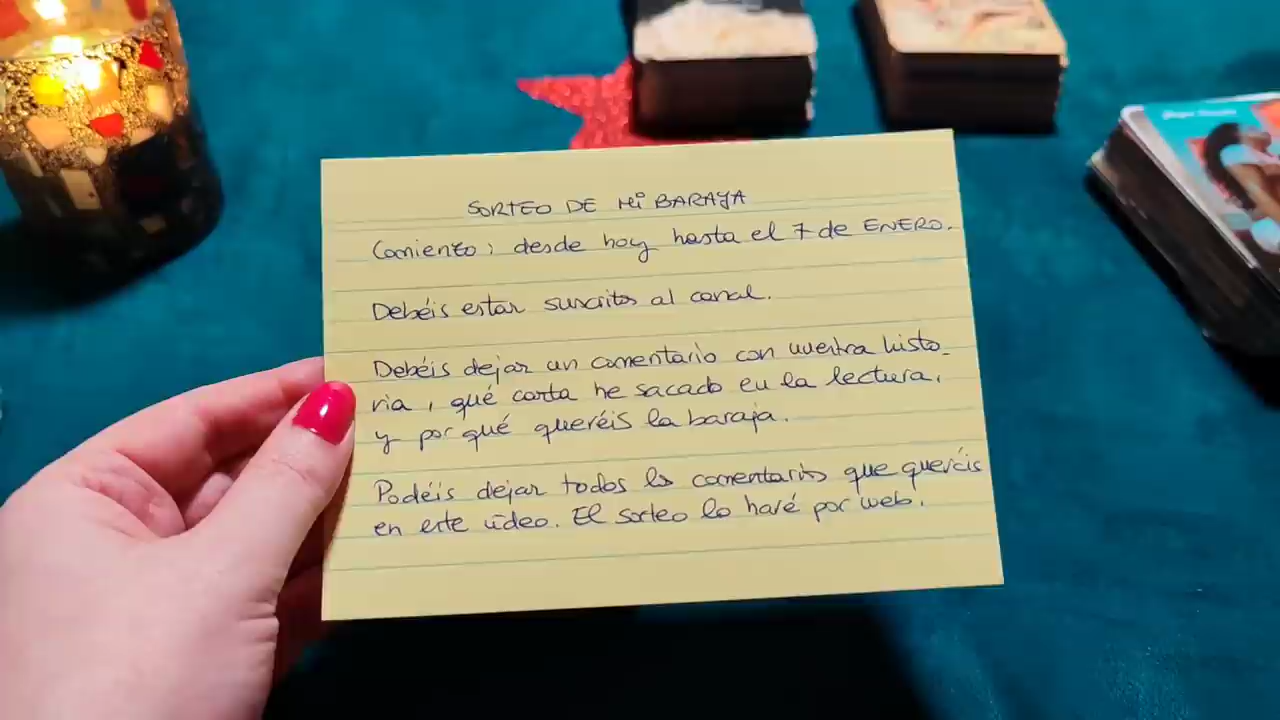 SORTEO DE Mi BARAJA
Comienzo: desde hoy hasta el 7 de ENERO.
Debéis estar suscritos al canal.
Debéis dejar un comentario con vuestra histo_
ria, qué carta he sacado en la lectura,
y por qué queréis la baraja.
Podéis dejar todos los comentarios que queráis
en este vídeo. El sorteo lo haré por web.